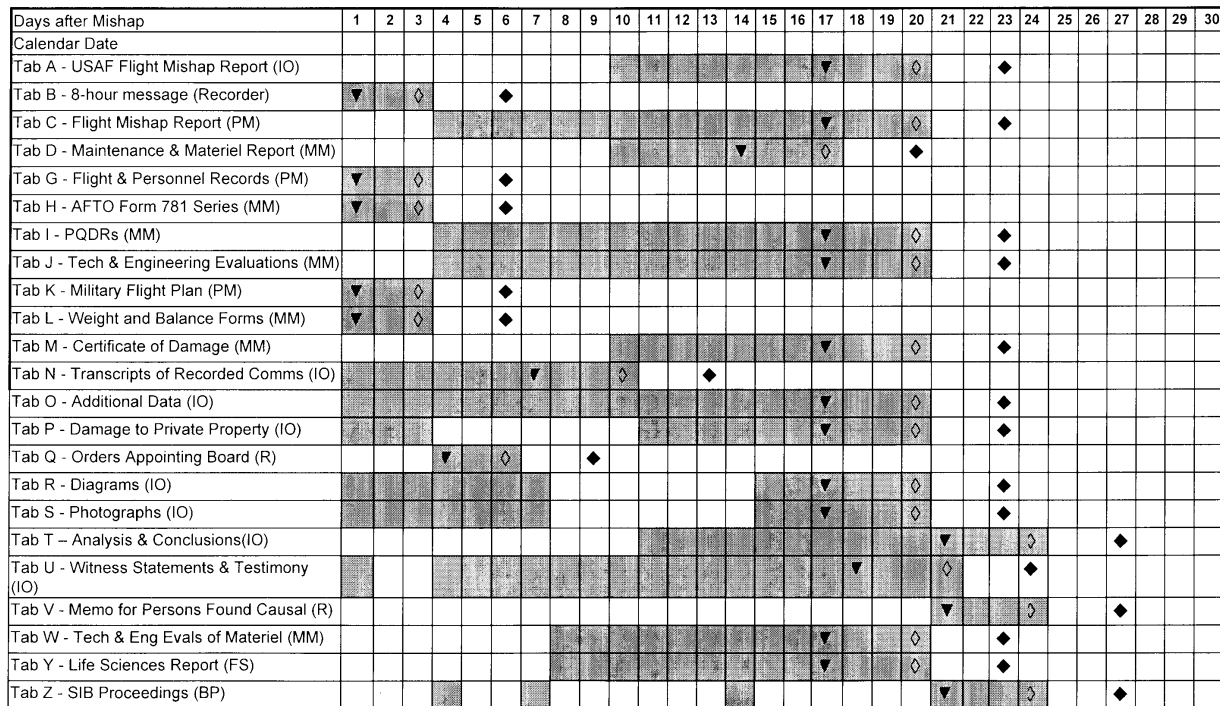 Days after Mishap 1 2 3 4 5 6 7 8 9 10 11 12 13 14 15 16 17 18 19 20 21 22 23 24 25 26 27 28 29 30
Calendar Date
Tab A - USAF Flight Mishap Report (IO)
Tab B - 8-hour message (Recorder)
Tab C - Flight Mishap Report (PM)
Tab D - Maintenance & Materiel Report (MM)
Tab G - Flight & Personnel Records (PM)
Tab H - AFTO Form 781 Series (MM)
Tab I - PQDRs (MM)
Tab J - Tech & Engineering Evaluations (MM)
Tab K - Military Flight Plan (PM)
Tab L - Weight and Balance Forms (MM)
Tab M - Certificate of Damage (MM)
Tab N - Transcripts of Recorded Comms (IO)
Tab O - Additional Data (IO)
Tab P - Damage to Private Property (IO)
Tab Q - Orders Appointing Board (R)
Tab R - Diagrams (IO)
Tab S - Photographs (IO)
Tab T – Analysis & Conclusions(IO)
Tab U - Witness Statements & Testimony
(IO)
Tab V - Memo for Persons Found Causal (R)
Tab W - Tech & Eng Evals of Materiel (MM)
Tab Y - Life Sciences Report (FS)
Tab Z - SIB Proceedings (BP)